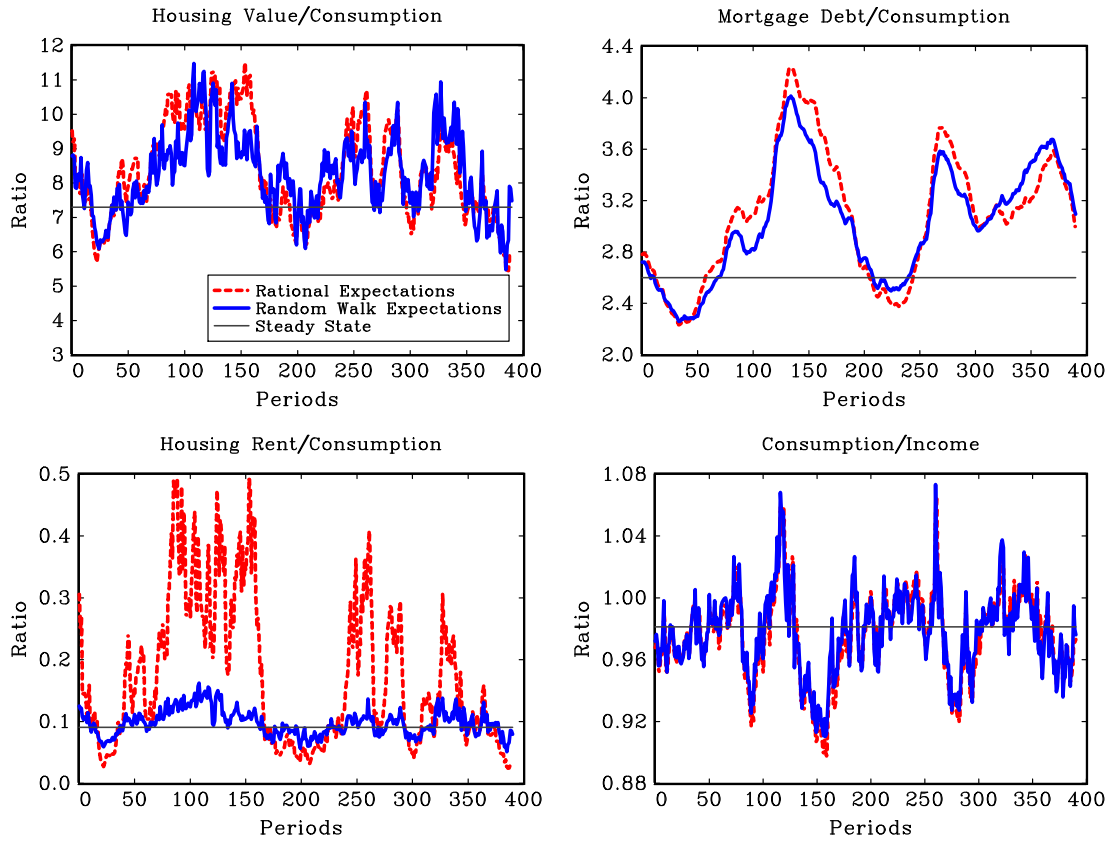 Housing Value/Consumption
12
11
10
9
8
7
6
5
4
3
Ratio
Rational Expectations
Random Walk Expectations
Steady State
0 50 100 150 200 250 300 350 400
Periods
Mortgage Debt/Consumption
4.4
4.0
3.6
3.2
2.8
2.4
2.0
Ratio
0 50 100 150 200 250 300 350 400
Periods
Housing Rent/Consumption
0.5
0.4
0.3
0.2
0.1
0.0
Ratio
0 50 100 150 200 250 300 350 400
Periods
Consumption/Income
1.08
1.04
1.00
0.96
0.92
0.88
Ratio
0 50 100 150 200 250 300 350 400
Periods